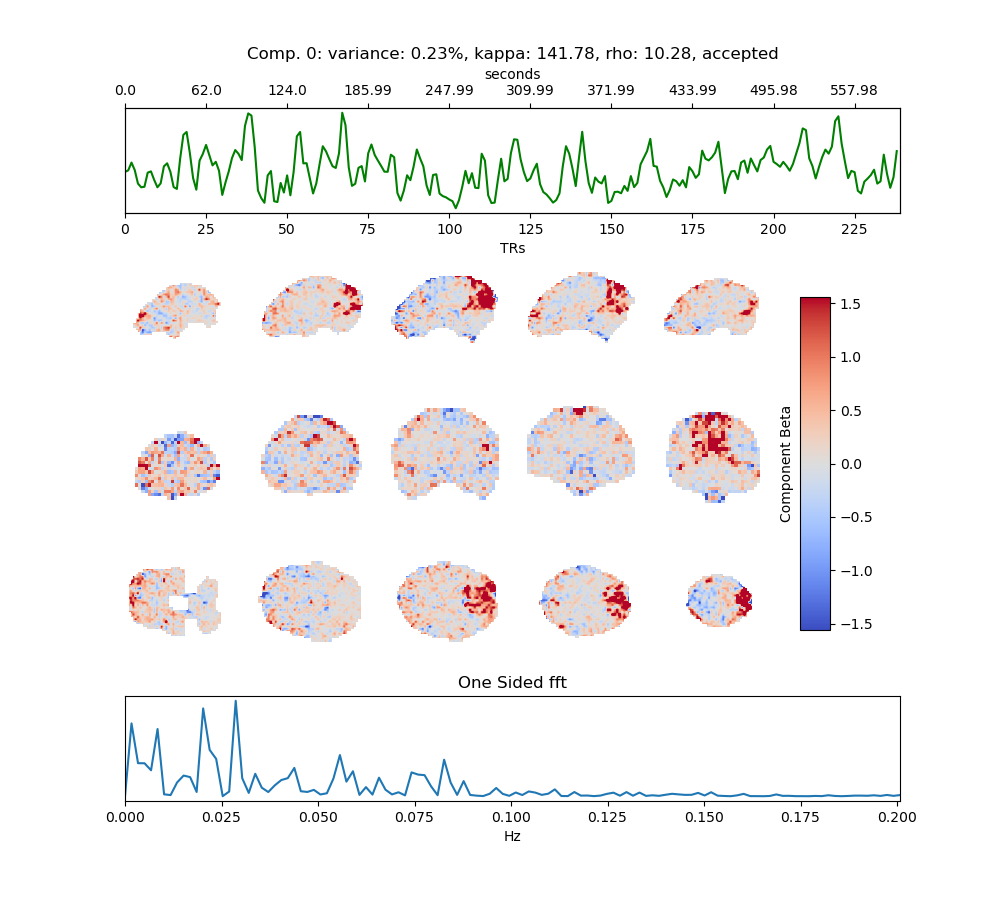 Comp. 0: variance: 0.23%, kappa: 141.78, rho: 10.28, accepted
seconds
0.0 62.0 124.0 185.99 247.99 309.99 371.99 433.99 495.98 557.98
0 25 50 75 100 125 150 175 200 225
TRs
1.5
1.0
0.5
0.0
−0.5
−1.0
−1.5
Component Beta
One Sided fft
0.000 0.025 0.050 0.075 0.100 0.125 0.150 0.175 0.200
Hz